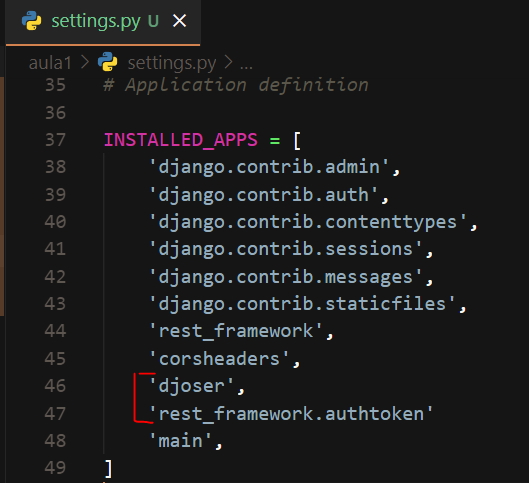 settings.py U ×
aula1 > settings.py > ...
35 # Application definition
36
37 INSTALLED_APPS = [
38     'django.contrib.admin',
39     'django.contrib.auth',
40     'django.contrib.contenttypes',
41     'django.contrib.sessions',
42     'django.contrib.messages',
43     'django.contrib.staticfiles',
44     'rest_framework',
45     'corsheaders',
46     'djoser',
47     'rest_framework.authtoken'
48     'main',
49 ]